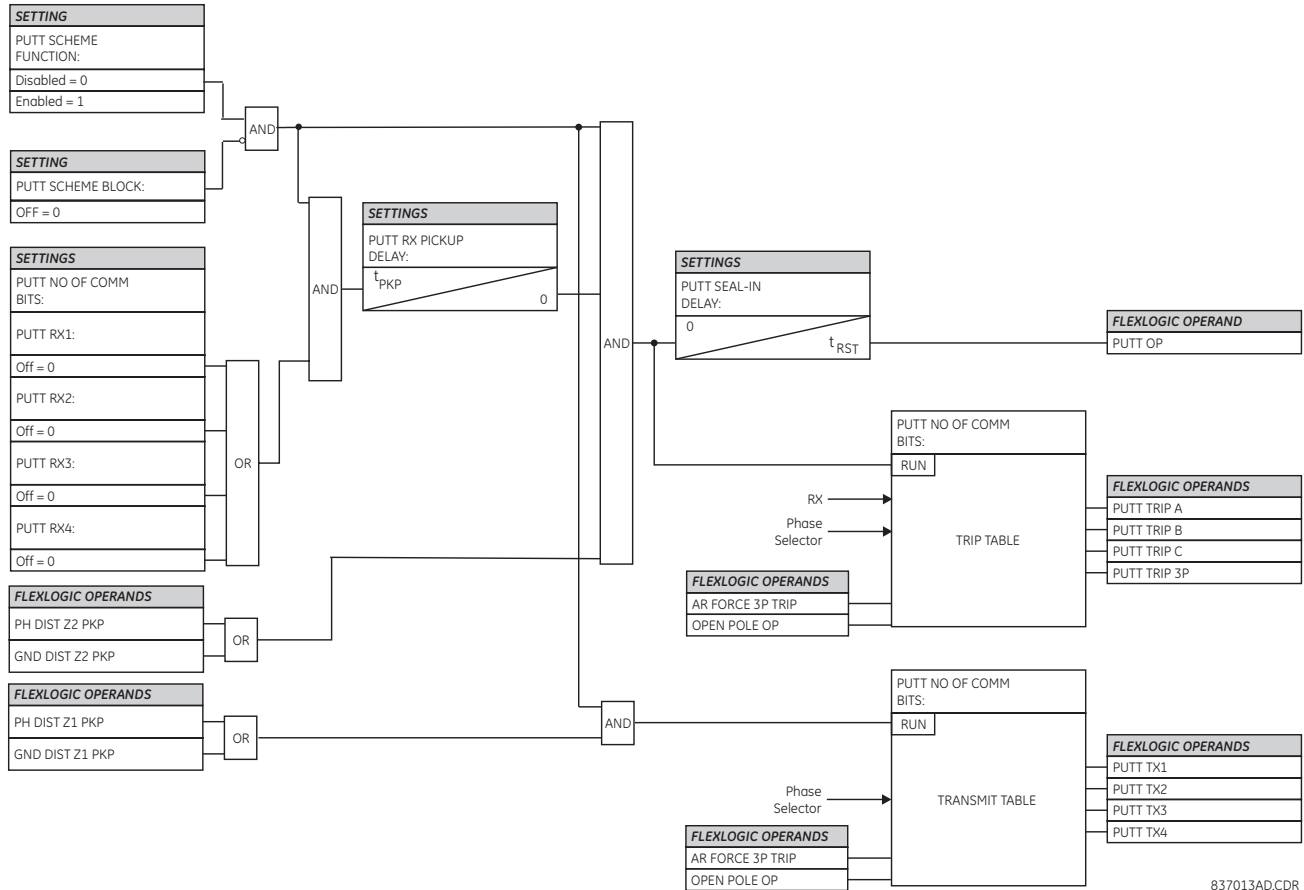 SETTING
PUTT SCHEME
FUNCTION:
Disabled = 0
Enabled = 1
AND
SETTING
PUTT SCHEME BLOCK:
OFF = 0
SETTINGS
PUTT NO OF COMM
BITS:
PUTT RX1:
Off = 0
PUTT RX2:
Off = 0
PUTT RX3:
Off = 0
PUTT RX4:
Off = 0
OR
AND
SETTINGS
PUTT RX PICKUP
DELAY:
tPKP
0
FLEXLOGIC OPERANDS
PH DIST Z2 PKP
GND DIST Z2 PKP
OR
FLEXLOGIC OPERANDS
PH DIST Z1 PKP
GND DIST Z1 PKP
OR
AND
AND
SETTINGS
PUTT SEAL-IN
DELAY:
0
tRST
FLEXLOGIC OPERAND
PUTT OP
PUTT NO OF COMM
BITS:
RUN
RX
Phase
Selector
TRIP TABLE
FLEXLOGIC OPERANDS
AR FORCE 3P TRIP
OPEN POLE OP
FLEXLOGIC OPERANDS
PUTT TRIP A
PUTT TRIP B
PUTT TRIP C
PUTT TRIP 3P
PUTT NO OF COMM
BITS:
RUN
Phase
Selector
TRANSMIT TABLE
FLEXLOGIC OPERANDS
AR FORCE 3P TRIP
OPEN POLE OP
FLEXLOGIC OPERANDS
PUTT TX1
PUTT TX2
PUTT TX3
PUTT TX4
837013AD.CDR